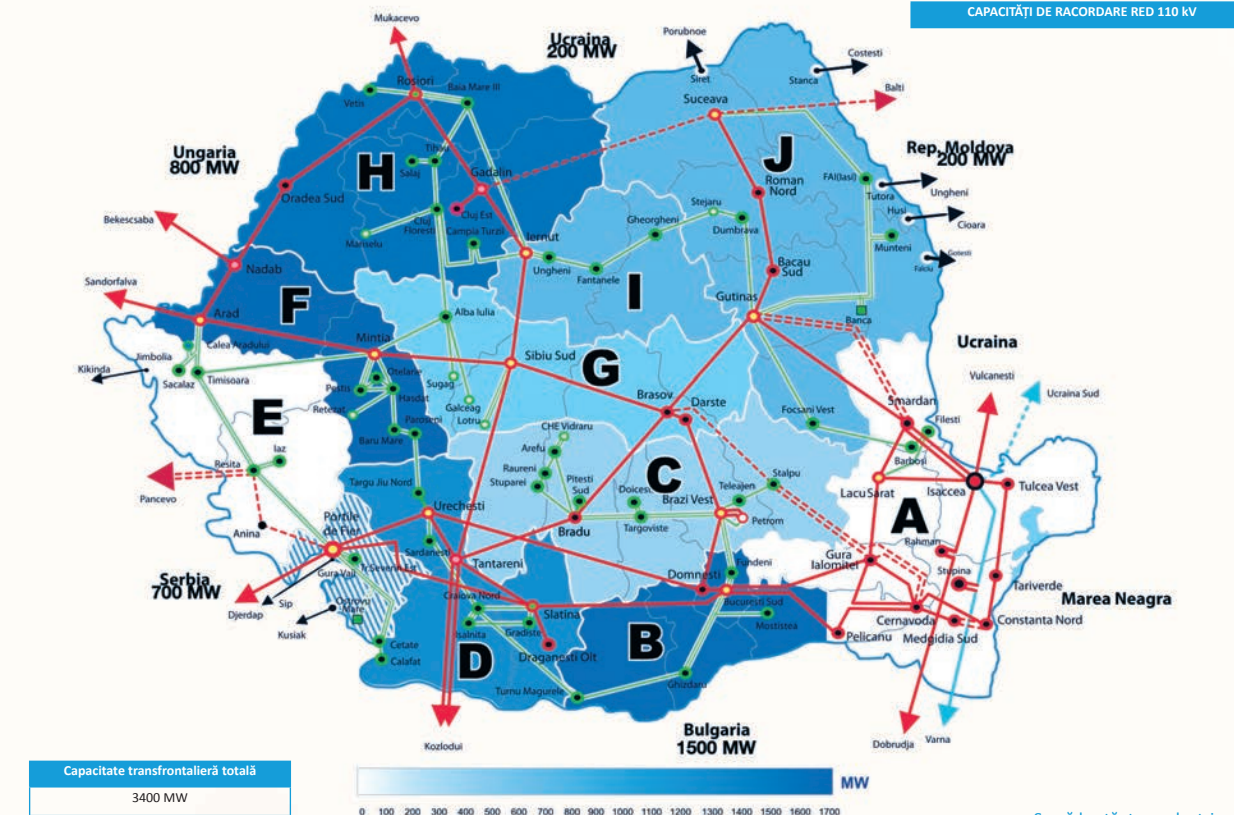 CAPACITĂȚI DE RACORDARE RED 110 kV
Mukacevo
Ucraina
200 MW
Porubnoe
Siret
Costesti
Stanca
Rosiori
Baia Mare III
Vetis
Suceava
Balti
Ungaria
800 MW
H
Tihau
Salaj
Gadalin
J
Rep. Moldova
200 MW
Oradea Sud
Cluj Est
Roman
Nord
FAI(Iasi)
Tutora
Ungheni
Bekescsaba
Cluj
Floresti
Campia Turzii
Mariselu
Iernut
Gheorgheni
Stejaru
Dumbrava
Husi
Cioara
Munteni
Nadab
Ungheni
Fantanele
Bacau
Sud
Falciu
Gotesti
Sandorfalva
F
I
Gutinas
Arad
Alba Iulia
Banca
Mintia
Calea Aradului
Jimbolia
Kikinda
Sacalaz
Timisoara
Sibiu Sud
G
Ucraina
Otelarie
Pestis
Hasdat
Retezat
Sugag
Galceag
Lotru
Brasov
Darste
Vulcanesti
Ucraina Sud
E
Paroseni
Baru Mare
Focsani Vest
Smardan
Filesti
Barbosi
CHE Vidraru
Arefu
Iaz
Resita
Raureni
Stuparei
Pitesti
Sud
C
Doicesti
Teleajen
Stalpu
Brazi Vest
Lacu Sarat
Isaccea
Tulcea Vest
Pancevo
Targu Jiu Nord
Urechesti
Bradu
Targoviste
Petrom
A
Anina
Portile
de Fier
Sardanesti
Tantareni
Rahman
Gura Vaii
Tr.Severin Est
Gura
Ialomitei
Stupina
Tariverde
Serbia
700 MW
Djerdap
Sip
Ostrovu
Mare
Kusiak
Domnesti
Fundeni
Marea Neagra
Craiova Nord
Slatina
Bucuresti Sud
Isalnita
Gradiste
Mostistea
Cernavoda
Constanta Nord
Pelicanu
Medgidia Sud
Cetate
Calafat
D
Draganesti Olt
B
Turnu Magurele
Ghizdaru
Kozlodui
Bulgaria
1500 MW
Dobrudja
Varna
Capacitate transfrontalieră totală
3400 MW
MW
0 100 200 300 400 500 600 700 800 900 1000 1100 1200 1300 1400 1500 1600 1700